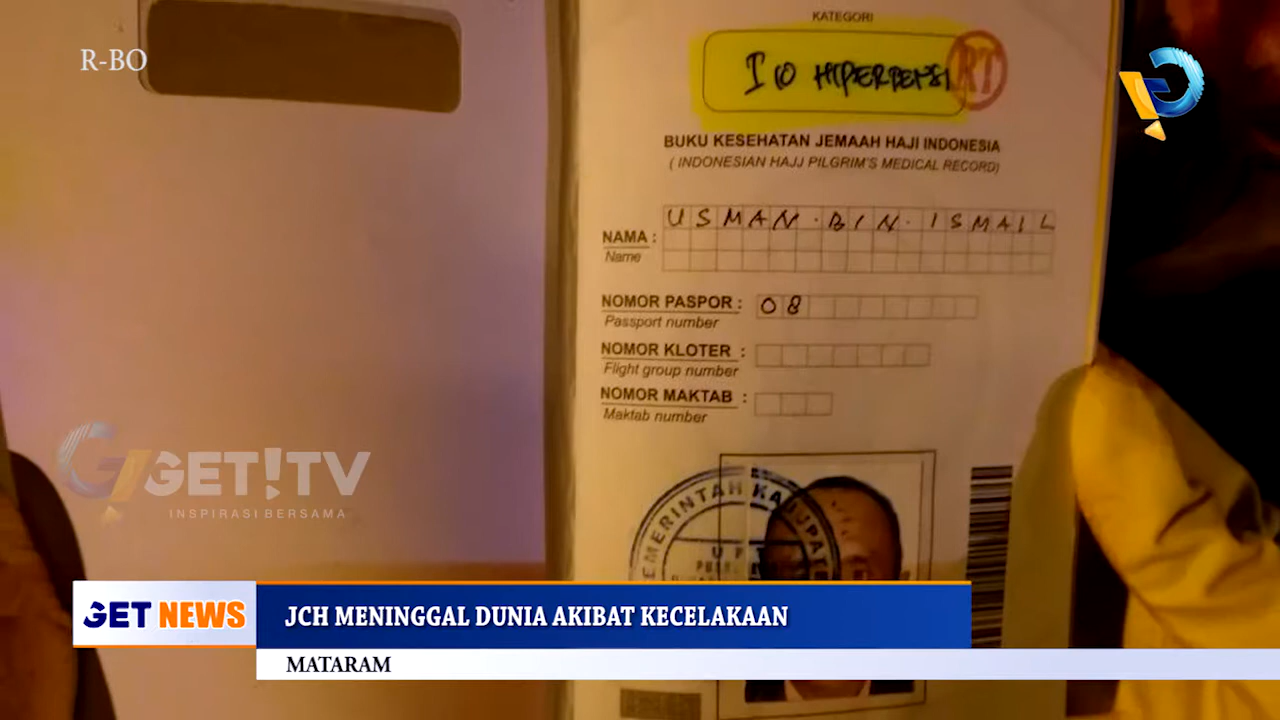 R-BO
KATEGORI
I 10 HIPERTENSI
RT
BUKU KESEHATAN JEMAAH HAJI INDONESIA
( INDONESIAN HAJJ PILGRIM'S MEDICAL RECORD)
NAMA : USMAN·BIN·ISMAIL
Name
NOMOR PASPOR : 08
Passport number
NOMOR KLOTER :
Flight group number
NOMOR MAKTAB :
Maktab number
GET!TV
INSPIRASI BERSAMA
GET NEWS
JCH MENINGGAL DUNIA AKIBAT KECELAKAAN
MATARAM